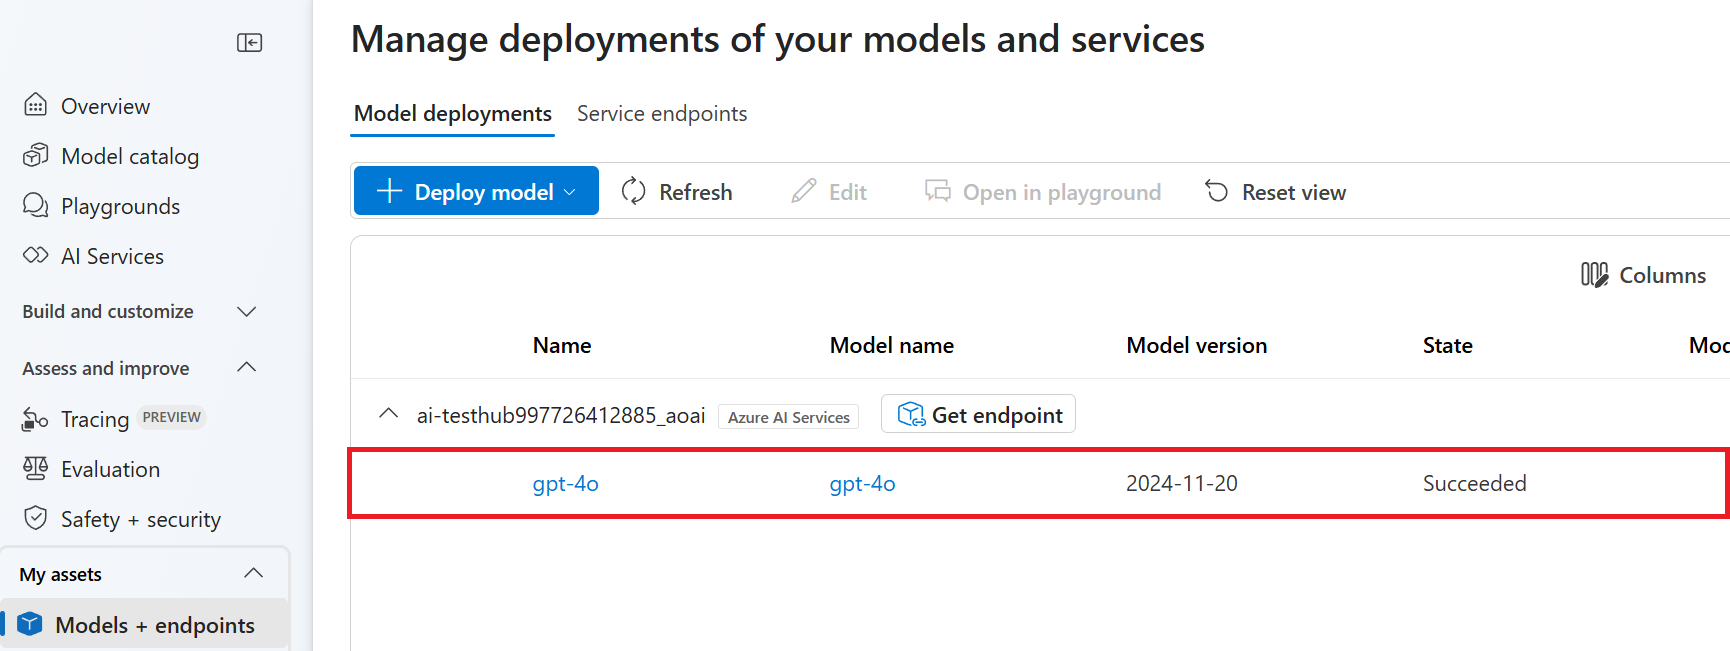 Manage deployments of your models and services
Overview
Model catalog
Playgrounds
AI Services
Build and customize
Assess and improve
Tracing PREVIEW
Evaluation
Safety + security
My assets
Models + endpoints
Model deployments Service endpoints
Deploy model Refresh Edit Open in playground Reset view
Columns
Name Model name Model version State Mod
ai-testhub997726412885_aoai Azure AI Services Get endpoint
gpt-4o gpt-4o 2024-11-20 Succeeded